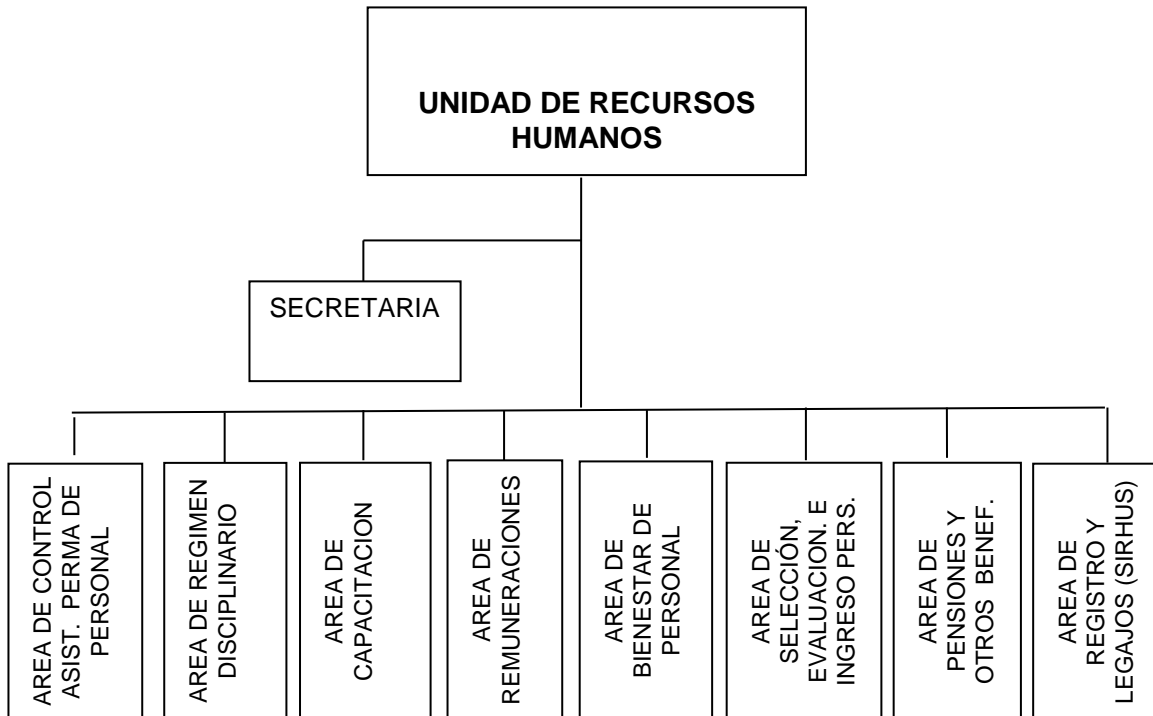 UNIDAD DE RECURSOS
HUMANOS
SECRETARIA
AREA DE CONTROL
ASIST. PERMA DE
PERSONAL
AREA DE REGIMEN
DISCIPLINARIO
AREA DE
CAPACITACION
AREA DE
REMUNERACIONES
AREA DE
BIENESTAR DE
PERSONAL
AREA DE
SELECCIÓN,
EVALUACION. E
INGRESO PERS.
AREA DE
PENSIONES Y
OTROS BENEF.
AREA DE
REGISTRO Y
LEGAJOS (SIRHUS)